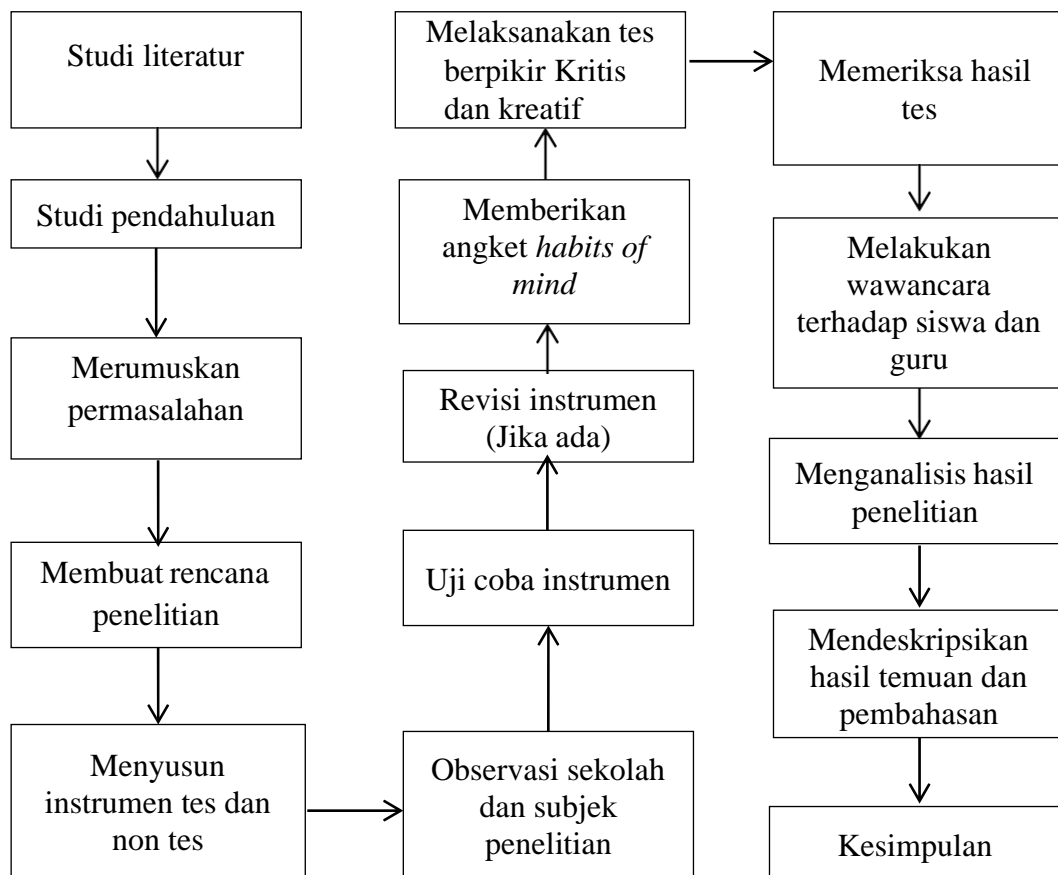 Studi literatur
Studi pendahuluan
Merumuskan
permasalahan
Membuat rencana
penelitian
Menyusun
instrumen tes dan
non tes
Observasi sekolah
dan subjek
penelitian
Uji coba instrumen
Revisi instrumen
(Jika ada)
Memberikan
angket habits of
mind
Melaksanakan tes
berpikir Kritis
dan kreatif
Memeriksa hasil
tes
Melakukan
wawancara
terhadap siswa dan
guru
Menganalisis hasil
penelitian
Mendeskripsikan
hasil temuan dan
pembahasan
Kesimpulan